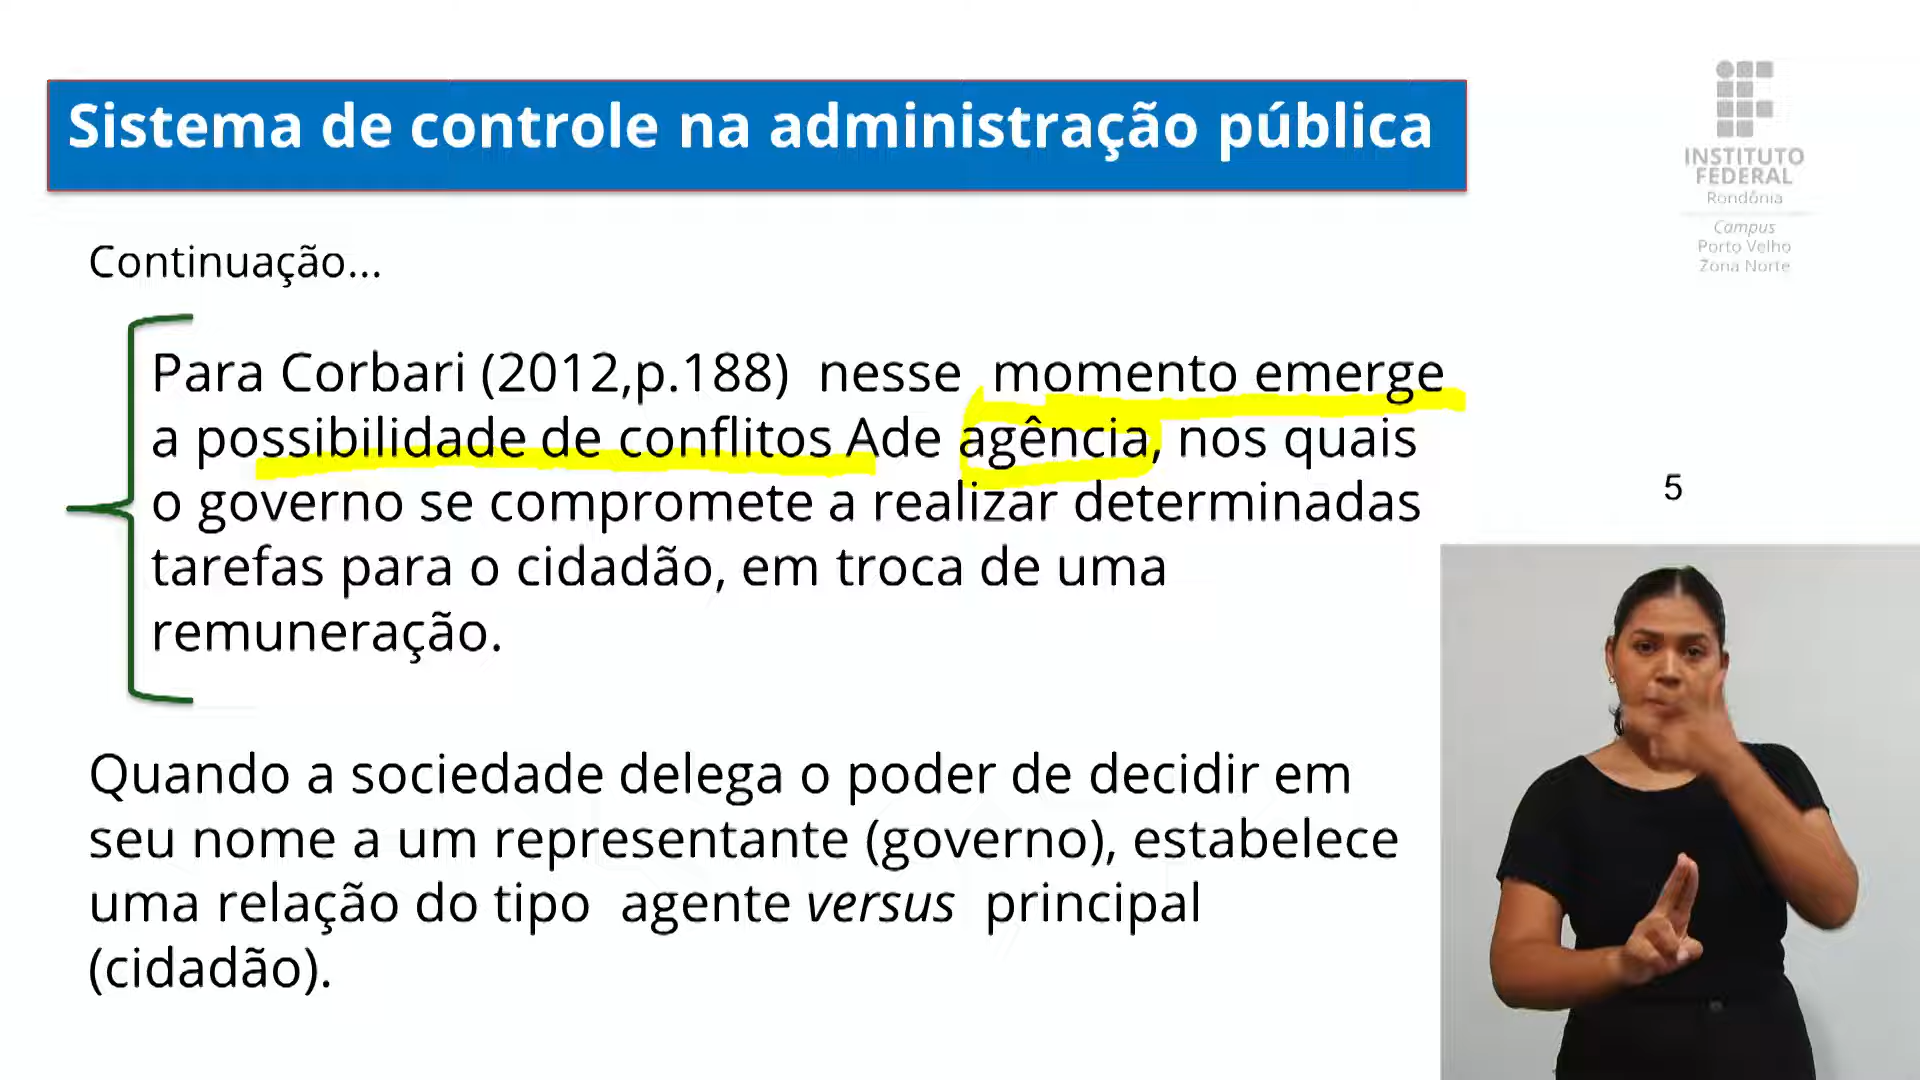 Sistema de controle na administração pública
INSTITUTO
FEDERAL
Rondônia
Campus
Porto Velho
Zona Norte
Continuação...
Para Corbari (2012,p.188) nesse momento emerge
a possibilidade de conflitos Ade agência, nos quais
o governo se compromete a realizar determinadas
tarefas para o cidadão, em troca de uma
remuneração.
5
Quando a sociedade delega o poder de decidir em
seu nome a um representante (governo), estabelece
uma relação do tipo agente versus principal
(cidadão).